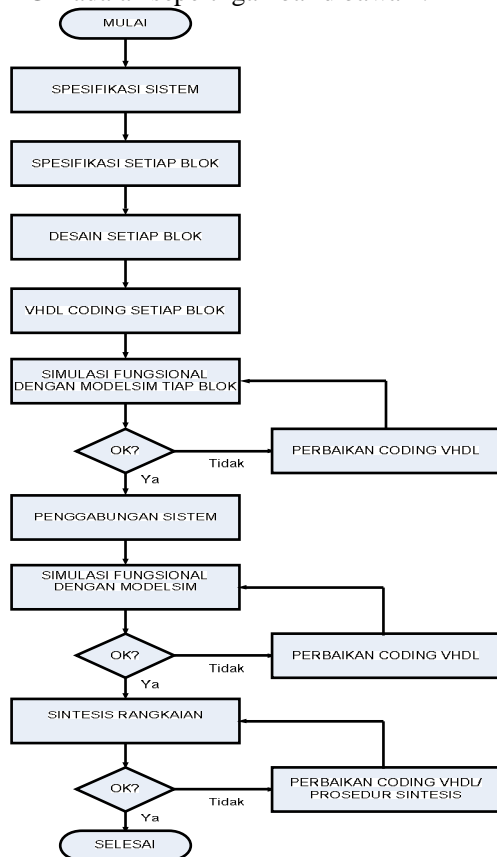 MULAI
SPESIFIKASI SISTEM
SPESIFIKASI SETIAP BLOK
DESAIN SETIAP BLOK
VHDL CODING SETIAP BLOK
SIMULASI FUNGSIONAL
DENGAN MODELSIM TIAP BLOK
OK?
Tidak
PERBAIKAN CODING VHDL
Ya
PENGGABUNGAN SISTEM
SIMULASI FUNGSIONAL
DENGAN MODELSIM
OK?
Tidak
PERBAIKAN CODING VHDL
Ya
SINTESIS RANGKAIAN
OK?
Tidak
PERBAIKAN CODING VHDL/
PROSEDUR SINTESIS
Ya
SELESAI